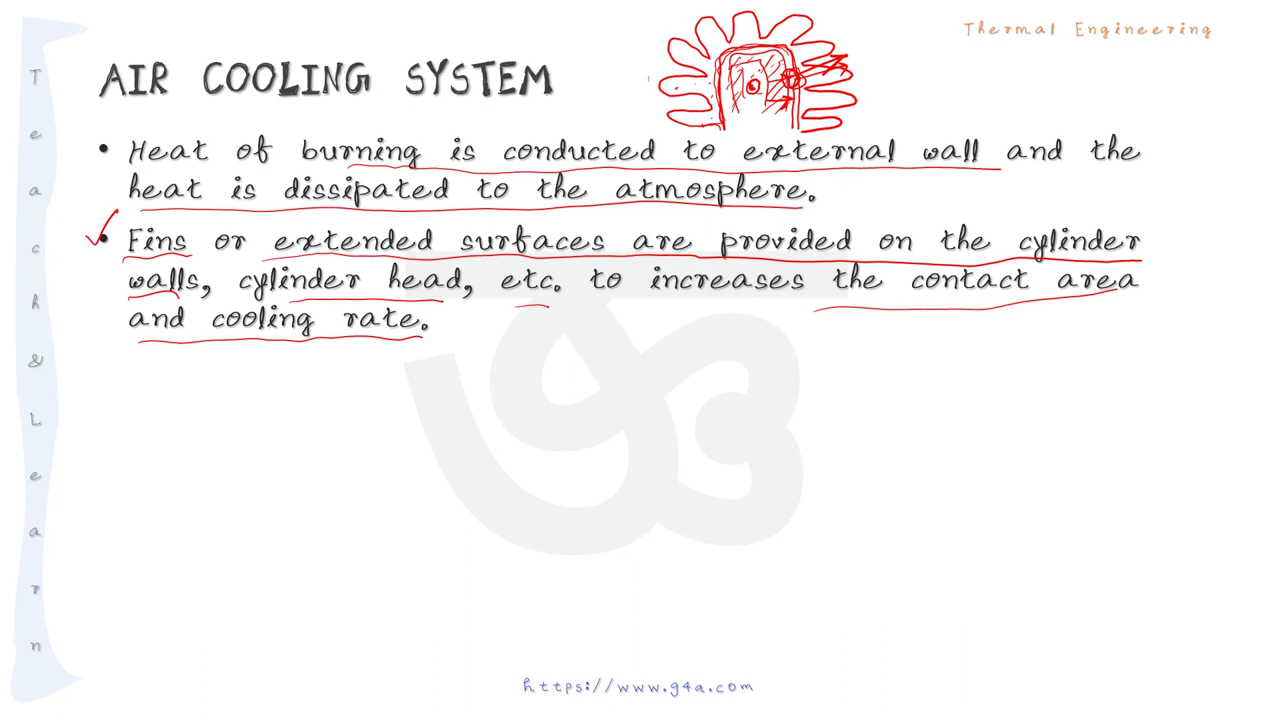 Thermal Engineering
AIR COOLING SYSTEM
• Heat of burning is conducted to external wall and the
heat is dissipated to the atmosphere.
• Fins or extended surfaces are provided on the cylinder
walls, cylinder head, etc. to increases the contact area
and cooling rate.
Teach&Learn
https://www.g4a.com